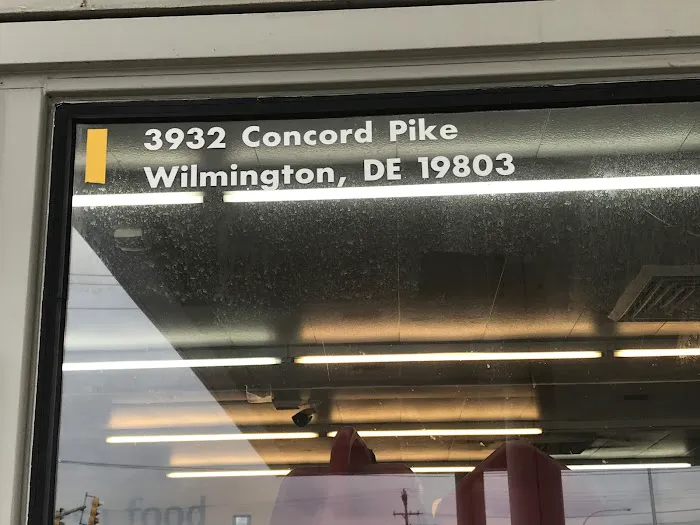 3932 Concord Pike
Wilmington, DE 19803
food